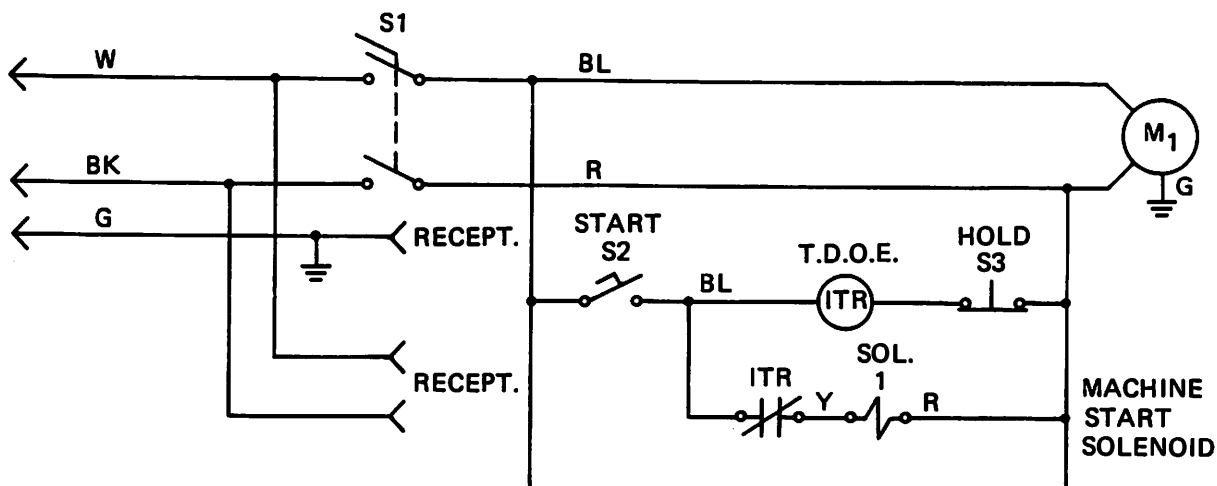 S1
W
BL
M1
BK
R
G
G
RECEPT.
START
S2
T.D.O.E.
HOLD
S3
BL
ITR
RECEPT.
ITR
Y
SOL.
1
R
MACHINE
START
SOLENOID